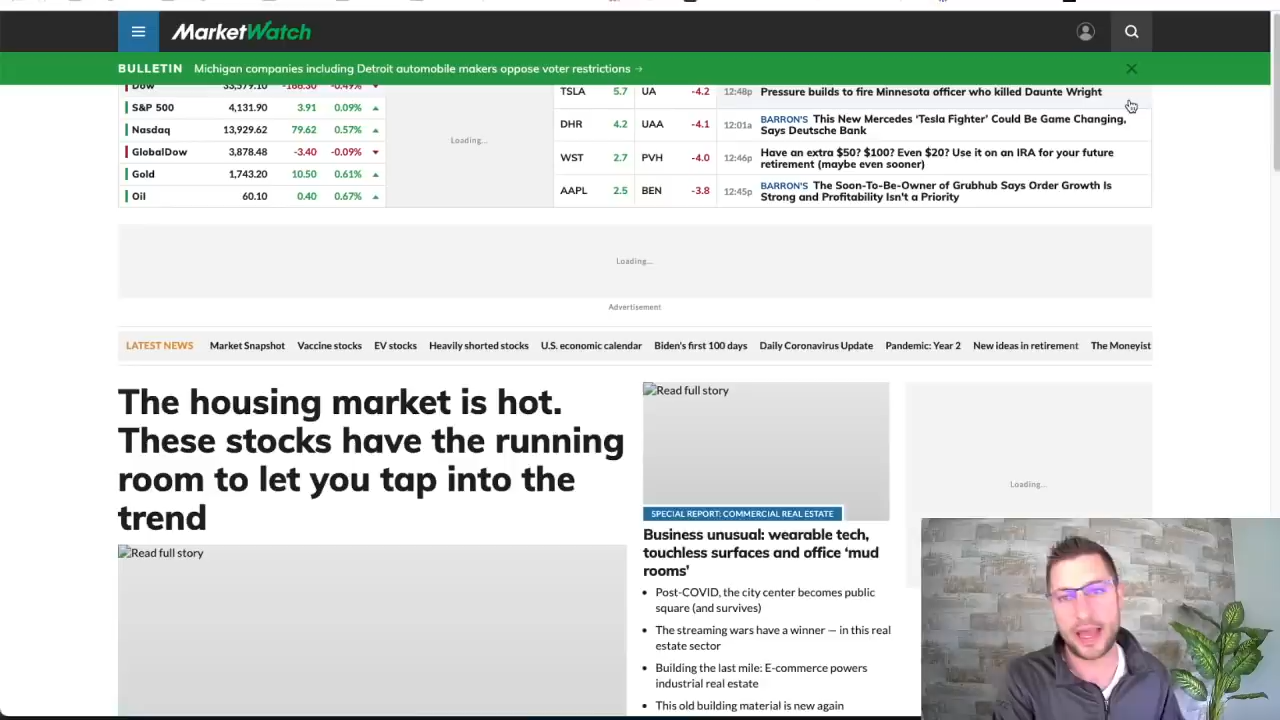 MarketWatch
BULLETIN Michigan companies including Detroit automobile makers oppose voter restrictions →
Dow 33,579.10 -166.30 -0.49%
S&P 500 4,131.90 3.91 0.09%
Nasdaq 13,929.62 79.62 0.57%
GlobalDow 3,878.48 -3.40 -0.09%
Gold 1,743.20 10.50 0.61%
Oil 60.10 0.40 0.67%
Loading...
TSLA 5.7 UA -4.2
DHR 4.2 UAA -4.1
WST 2.7 PVH -4.0
AAPL 2.5 BEN -3.8
12:48p Pressure builds to fire Minnesota officer who killed Daunte Wright
12:01a BARRON'S This New Mercedes ‘Tesla Fighter’ Could Be Game Changing,
Says Deutsche Bank
12:46p Have an extra $50? $100? Even $20? Use it on an IRA for your future
retirement (maybe even sooner)
12:45p BARRON'S The Soon-To-Be-Owner of Grubhub Says Order Growth Is
Strong and Profitability Isn't a Priority
Loading...
Advertisement
LATEST NEWS Market Snapshot Vaccine stocks EV stocks Heavily shorted stocks U.S. economic calendar Biden's first 100 days Daily Coronavirus Update Pandemic: Year 2 New ideas in retirement The Moneyist
The housing market is hot.
These stocks have the running
room to let you tap into the
trend
Read full story
Read full story
SPECIAL REPORT: COMMERCIAL REAL ESTATE
Business unusual: wearable tech,
touchless surfaces and office ‘mud
rooms’
• Post-COVID, the city center becomes public
square (and survives)
• The streaming wars have a winner — in this real
estate sector
• Building the last mile: E-commerce powers
industrial real estate
• This old building material is new again
Loading...